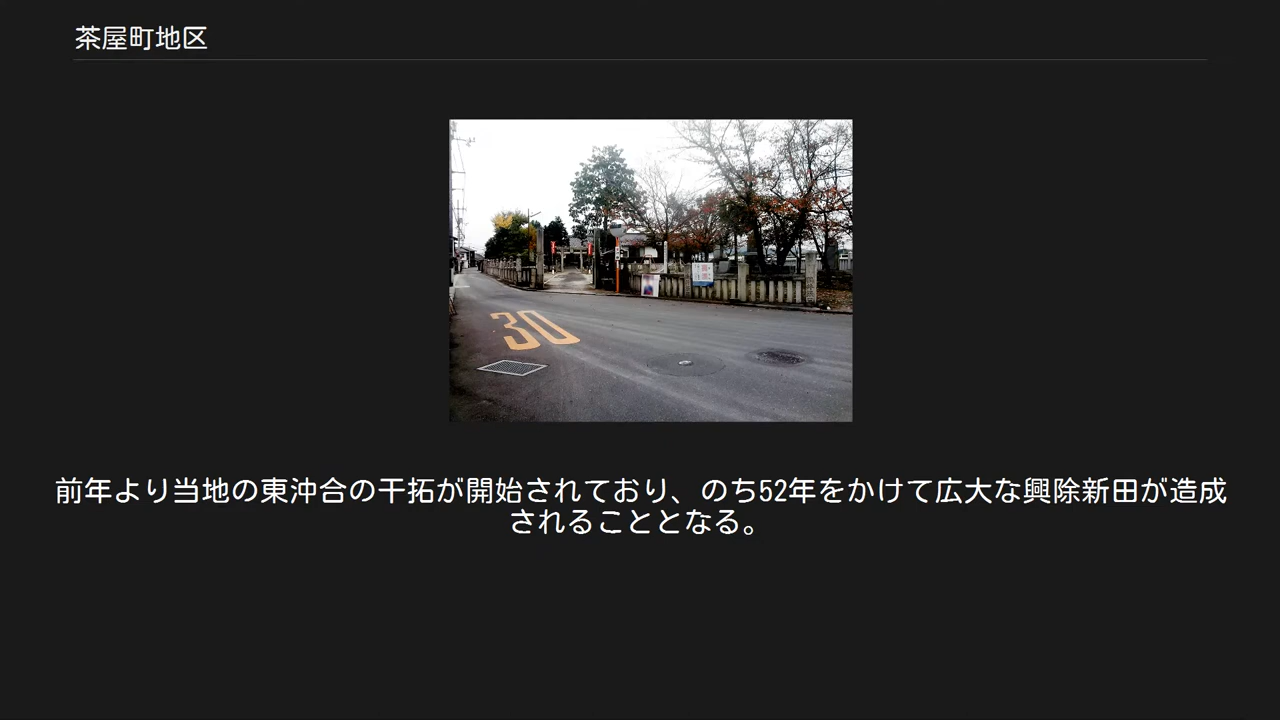 茶屋町地区
30
前年より当地の東沖合の干拓が開始されており、のち52年をかけて広大な興除新田が造成
されることとなる。